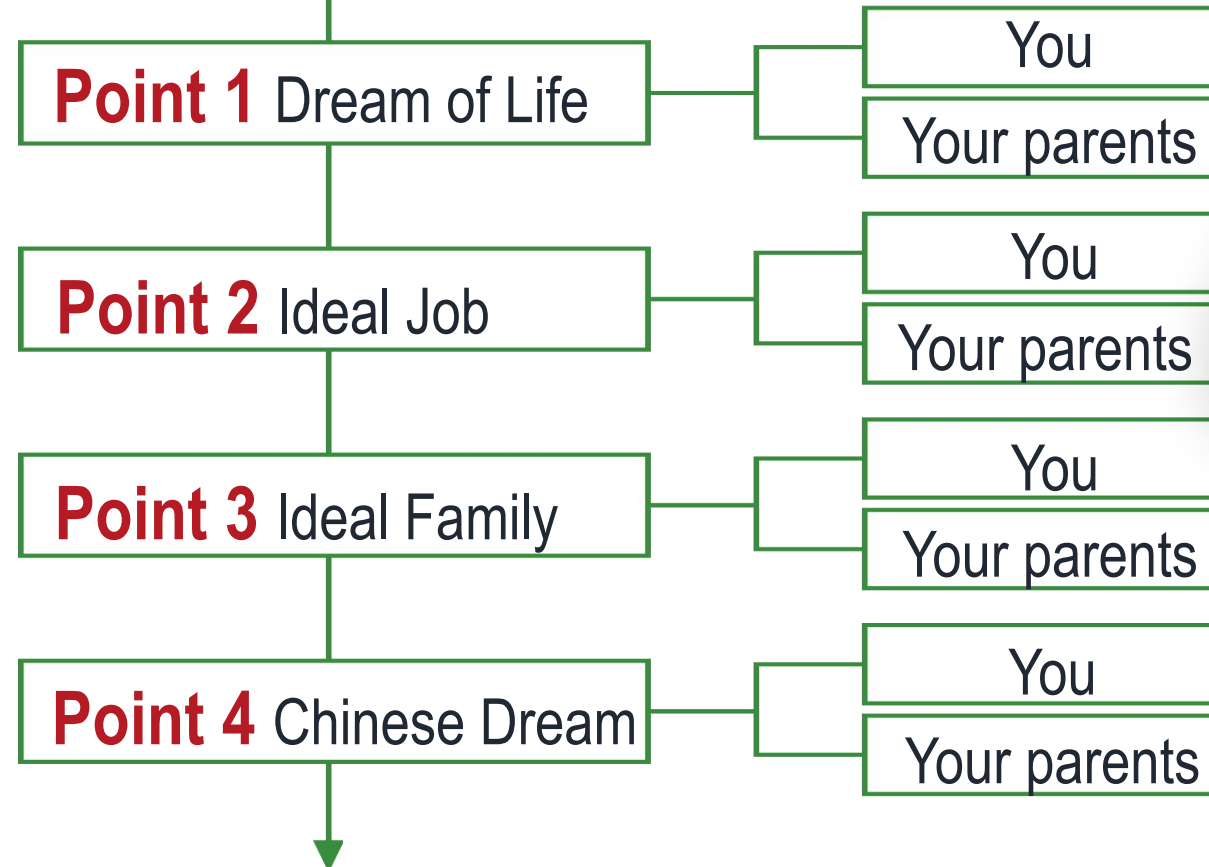 Point 1 Dream of Life
You
Your parents
Point 2 Ideal Job
You
Your parents
Point 3 Ideal Family
You
Your parents
Point 4 Chinese Dream
You
Your parents